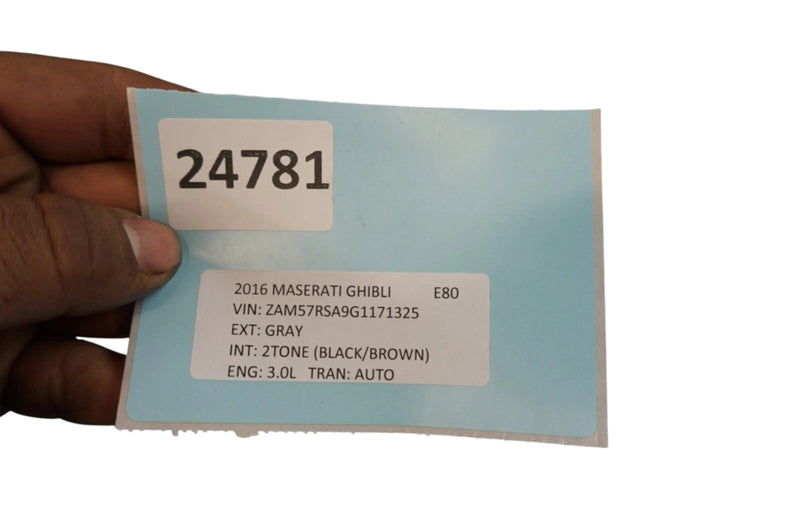 24781
2016 MASERATI GHIBLI E80
VIN: ZAM57RSA9G1171325
EXT: GRAY
INT: 2TONE (BLACK/BROWN)
ENG: 3.0L TRAN: AUTO